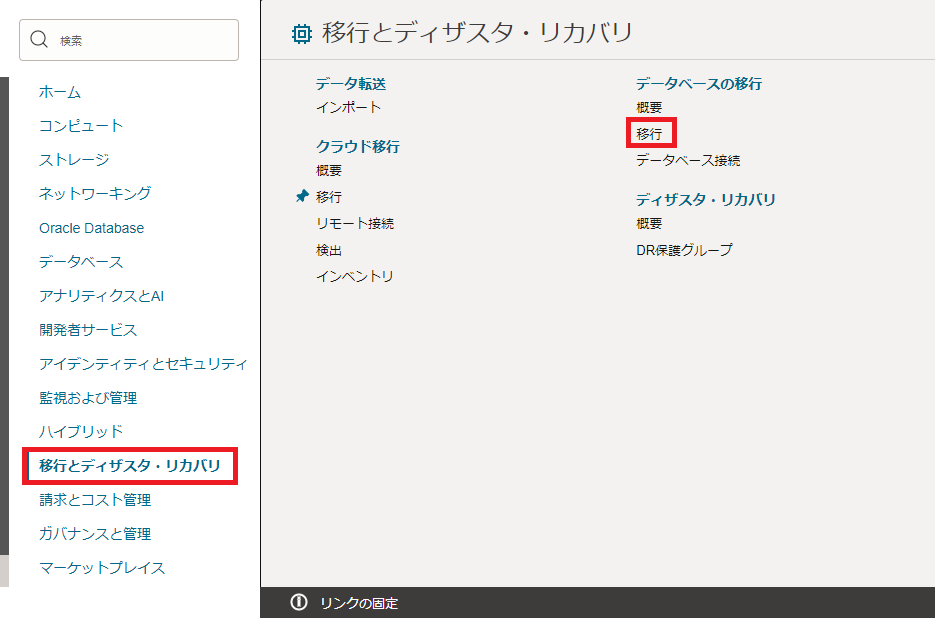 検索
ホーム
コンピュート
ストレージ
ネットワーキング
Oracle Database
データベース
アナリティクスとAI
開発者サービス
アイデンティティとセキュリティ
監視および管理
ハイブリッド
移行とディザスタ・リカバリ
請求とコスト管理
ガバナンスと管理
マーケットプレイス
移行とディザスタ・リカバリ
データ転送
インポート
クラウド移行
概要
移行
リモート接続
検出
インベントリ
データベースの移行
概要
移行
データベース接続
ディザスタ・リカバリ
概要
DR保護グループ
リンクの固定